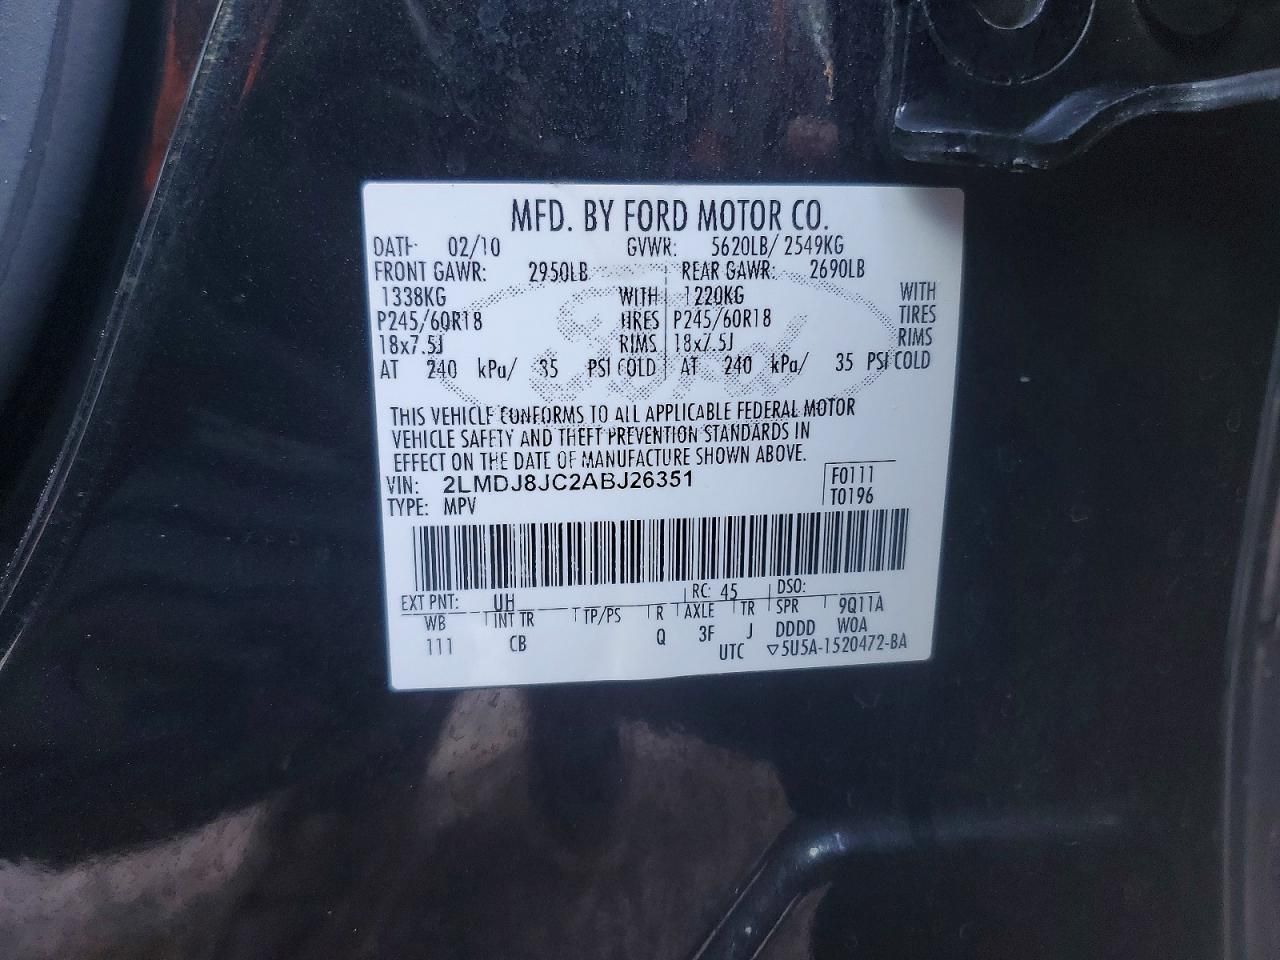 MFD. BY FORD MOTOR CO.
DATE 02/10 GVWR: 5620LB/ 2549KG
FRONT GAWR: 2950LB REAR GAWR: 2690LB
1338KG WITH 1220KG WITH
P245/60R18 TIRES P245/60R18 TIRES
18x7.5J RIMS 18x7.5J RIMS
AT 240 kPa/ 35 PSI COLD AT 240 kPa/ 35 PSI COLD
Ford
THIS VEHICLE CONFORMS TO ALL APPLICABLE FEDERAL MOTOR
VEHICLE SAFETY AND THEFT PREVENTION STANDARDS IN
EFFECT ON THE DATE OF MANUFACTURE SHOWN ABOVE.
VIN: 2LMDJ8JC2ABJ26351 F0111
TYPE: MPV T0196
EXT PNT: UH RC: 45 DSO:
WB INT TR TP/PS R AXLE TR SPR 9Q11A
111 CB Q 3F J DDDD W0A
UTC ▽5U5A-1520472-BA